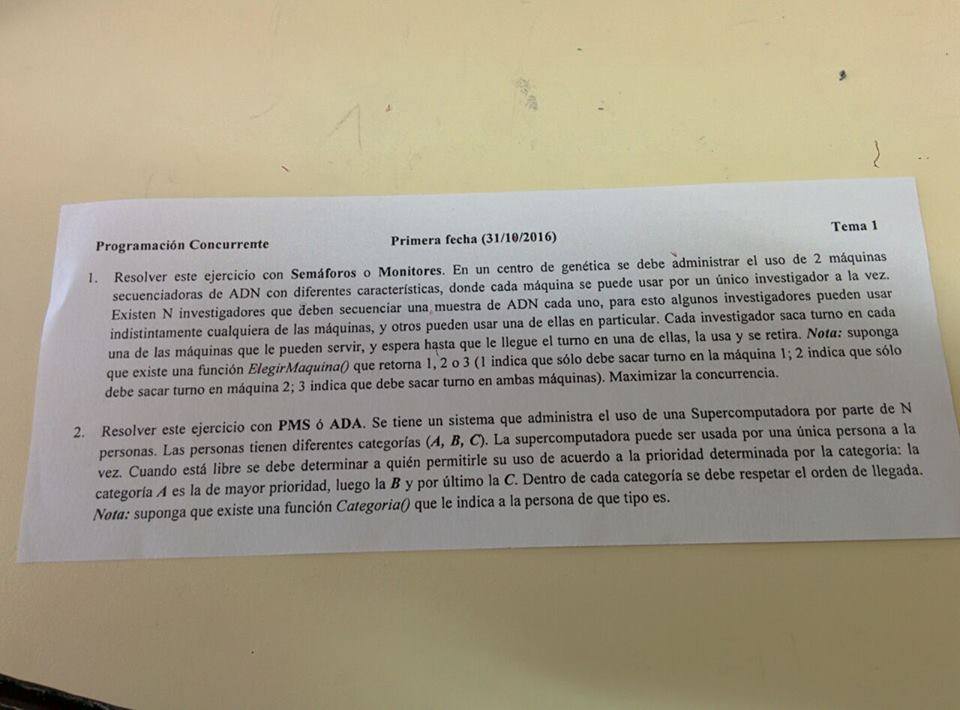 Programación Concurrente Primera fecha (31/10/2016) Tema 1
1. Resolver este ejercicio con Semáforos o Monitores. En un centro de genética se debe administrar el uso de 2 máquinas
secuenciadoras de ADN con diferentes características, donde cada máquina se puede usar por un único investigador a la vez.
Existen N investigadores que deben secuenciar una muestra de ADN cada uno, para esto algunos investigadores pueden usar
indistintamente cualquiera de las máquinas, y otros pueden usar una de ellas en particular. Cada investigador saca turno en cada
una de las máquinas que le pueden servir, y espera hasta que le llegue el turno en una de ellas, la usa y se retira. Nota: suponga
que existe una función ElegirMaquina() que retorna 1, 2 o 3 (1 indica que sólo debe sacar turno en la máquina 1; 2 indica que sólo
debe sacar turno en máquina 2; 3 indica que debe sacar turno en ambas máquinas). Maximizar la concurrencia.
2. Resolver este ejercicio con PMS ó ADA. Se tiene un sistema que administra el uso de una Supercomputadora por parte de N
personas. Las personas tienen diferentes categorías (A, B, C). La supercomputadora puede ser usada por una única persona a la
vez. Cuando está libre se debe determinar a quién permitirle su uso de acuerdo a la prioridad determinada por la categoría: la
categoría A es la de mayor prioridad, luego la B y por último la C. Dentro de cada categoría se debe respetar el orden de llegada.
Nota: suponga que existe una función Categoria() que le indica a la persona de que tipo es.